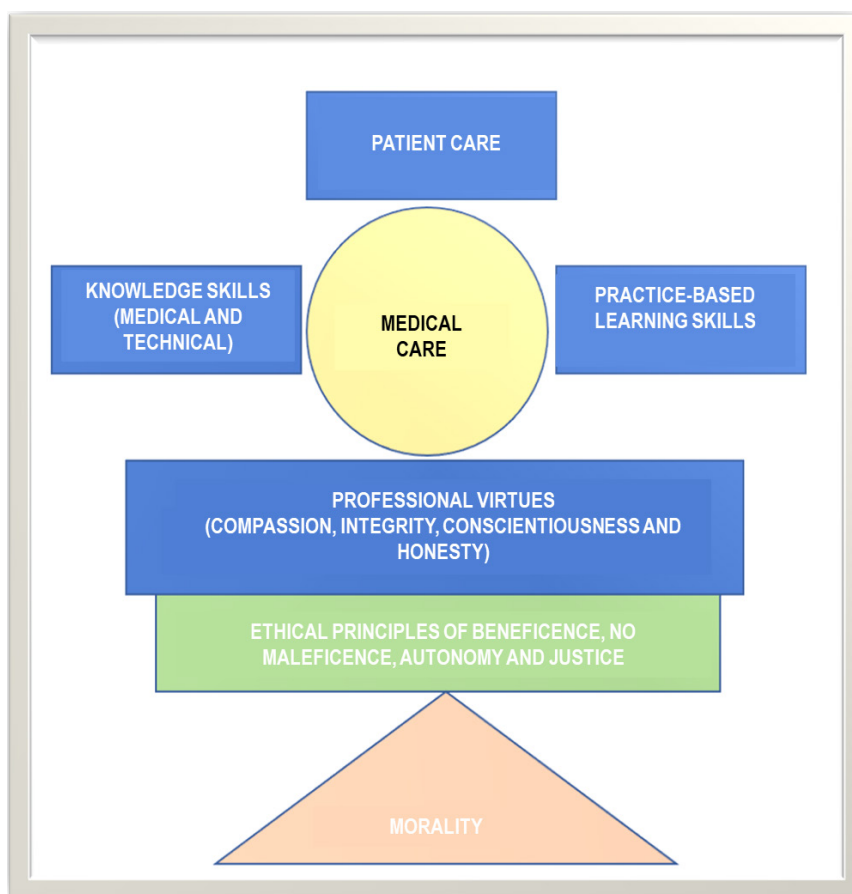 PATIENT CARE
KNOWLEDGE SKILLS
(MEDICAL AND
TECHNICAL)
MEDICAL
CARE
PRACTICE-BASED
LEARNING SKILLS
PROFESSIONAL VIRTUES
(COMPASSION, INTEGRITY, CONSCIENTIOUSNESS AND
HONESTY)
ETHICAL PRINCIPLES OF BENEFICENCE, NO
MALEFICENCE, AUTONOMY AND JUSTICE
MORALITY